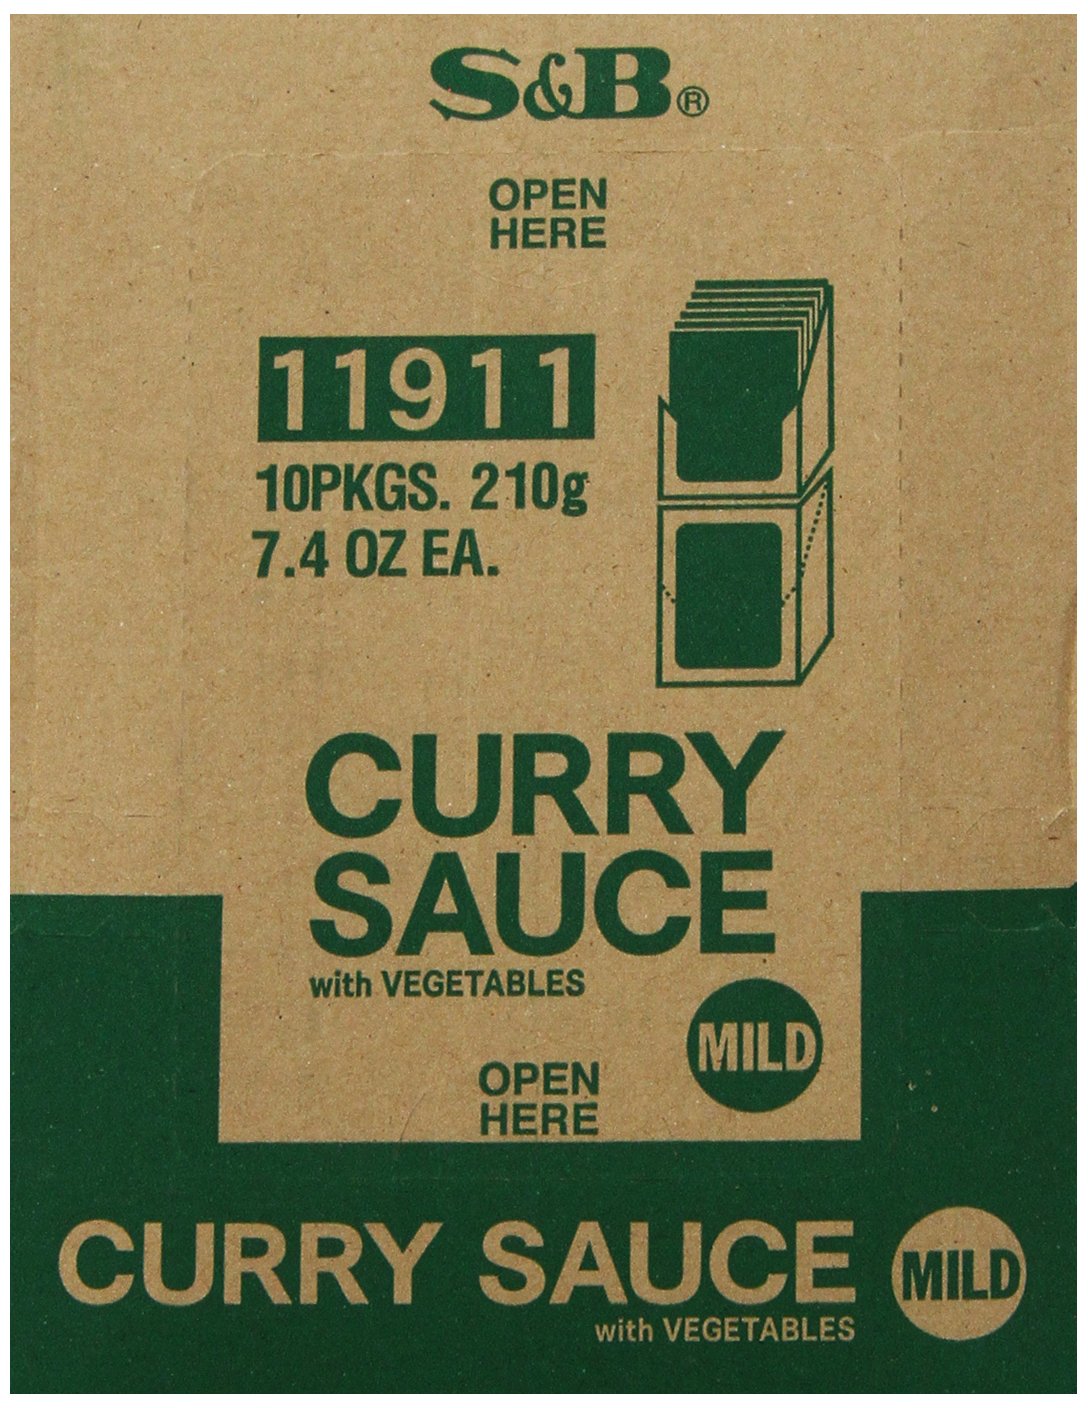 S&B®
OPEN
HERE
11911
10PKGS. 210g
7.4 OZ EA.
CURRY
SAUCE
with VEGETABLES
MILD
OPEN
HERE
CURRY SAUCE MILD
with VEGETABLES